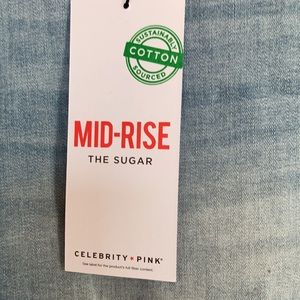 SUSTAINABLY
COTTON
SOURCED
MID-RISE
THE SUGAR
CELEBRITY PINK®
See label for the product's full fiber content